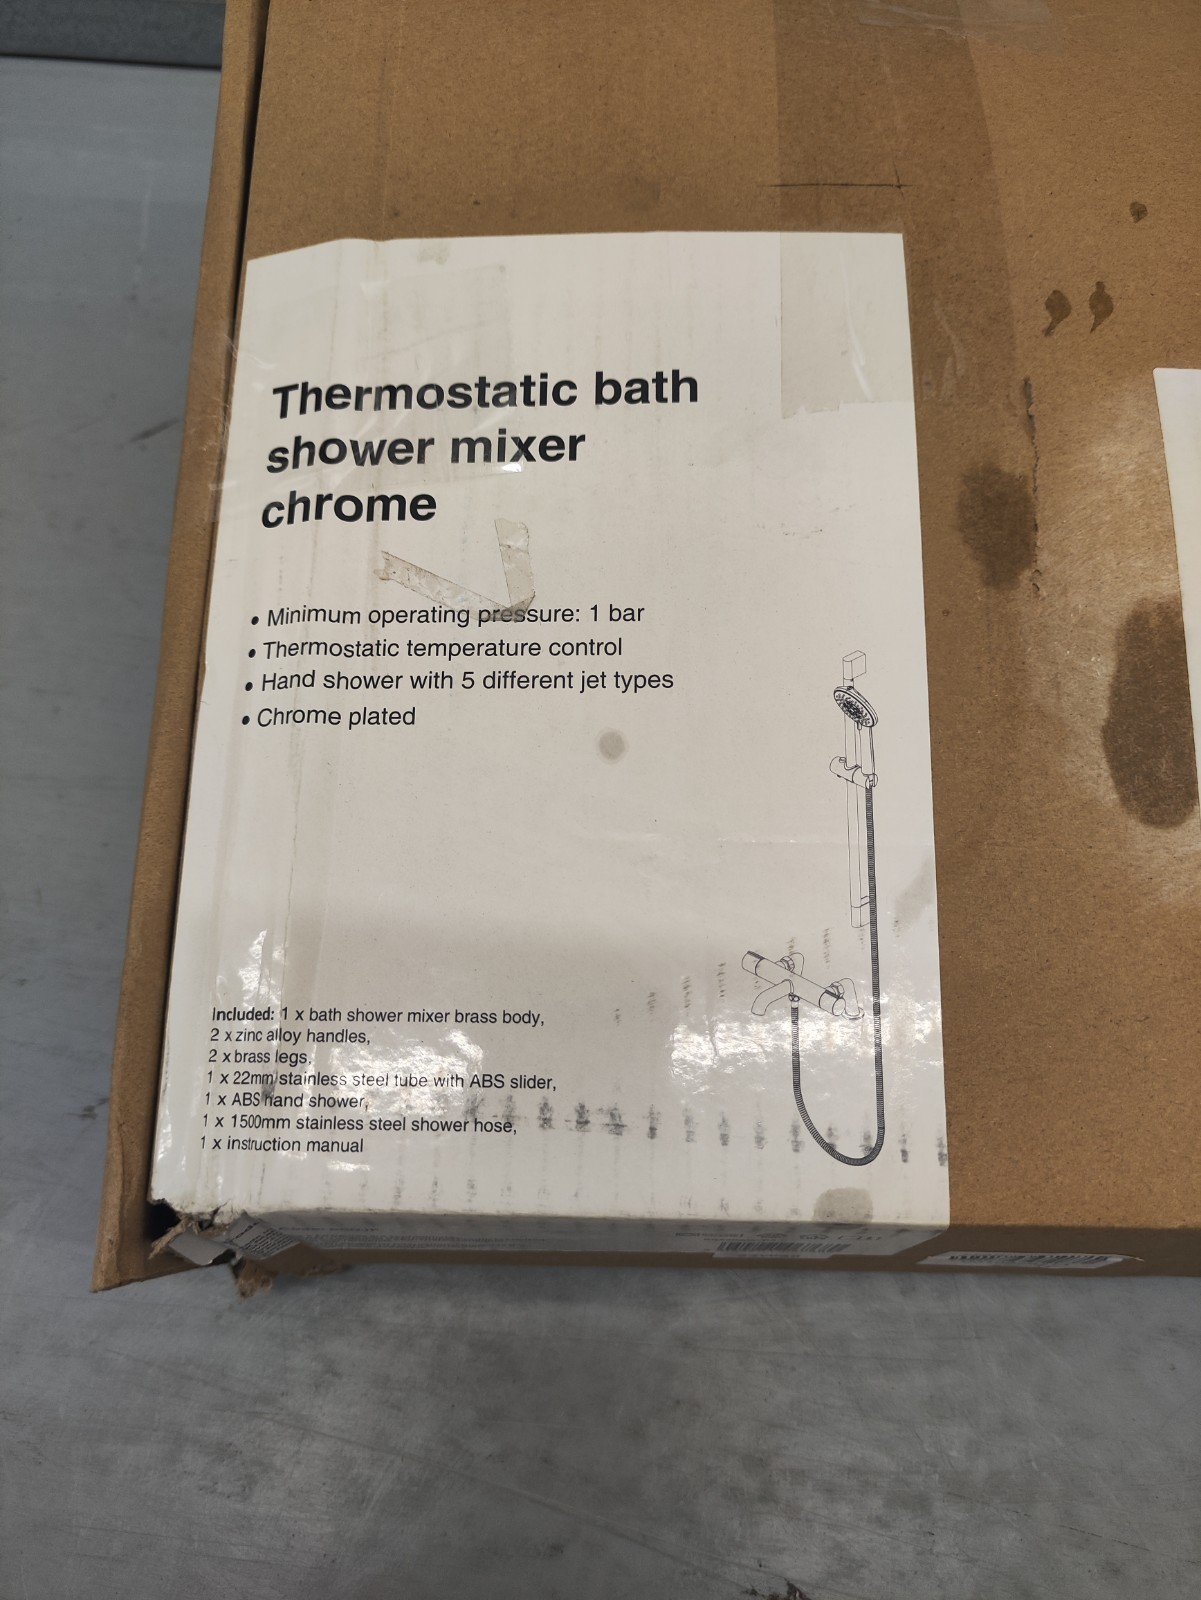 Thermostatic bath
shower mixer
chrome
• Minimum operating pressure: 1 bar
• Thermostatic temperature control
• Hand shower with 5 different jet types
• Chrome plated
Included: 1 x bath shower mixer brass body,
2 x zinc alloy handles,
2 x brass legs,
1 x 22mm stainless steel tube with ABS slider,
1 x ABS hand shower,
1 x 1500mm stainless steel shower hose,
1 x instruction manual